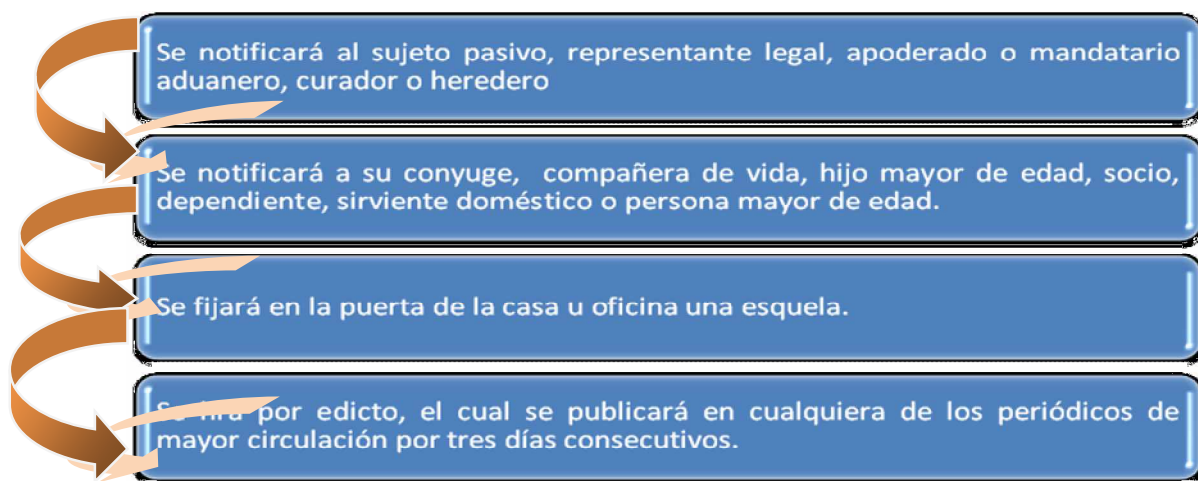 Se notificará al sujeto pasivo, representante legal, apoderado o mandatario
aduanero, curador o heredero
Se notificará a su conyuge, compañera de vida, hijo mayor de edad, socio,
dependiente, sirviente doméstico o persona mayor de edad.
Se fijará en la puerta de la casa u oficina una esquela.
por edicto, el cual se publicará en cualquiera de los periódicos de
mayor circulación por tres días consecutivos.